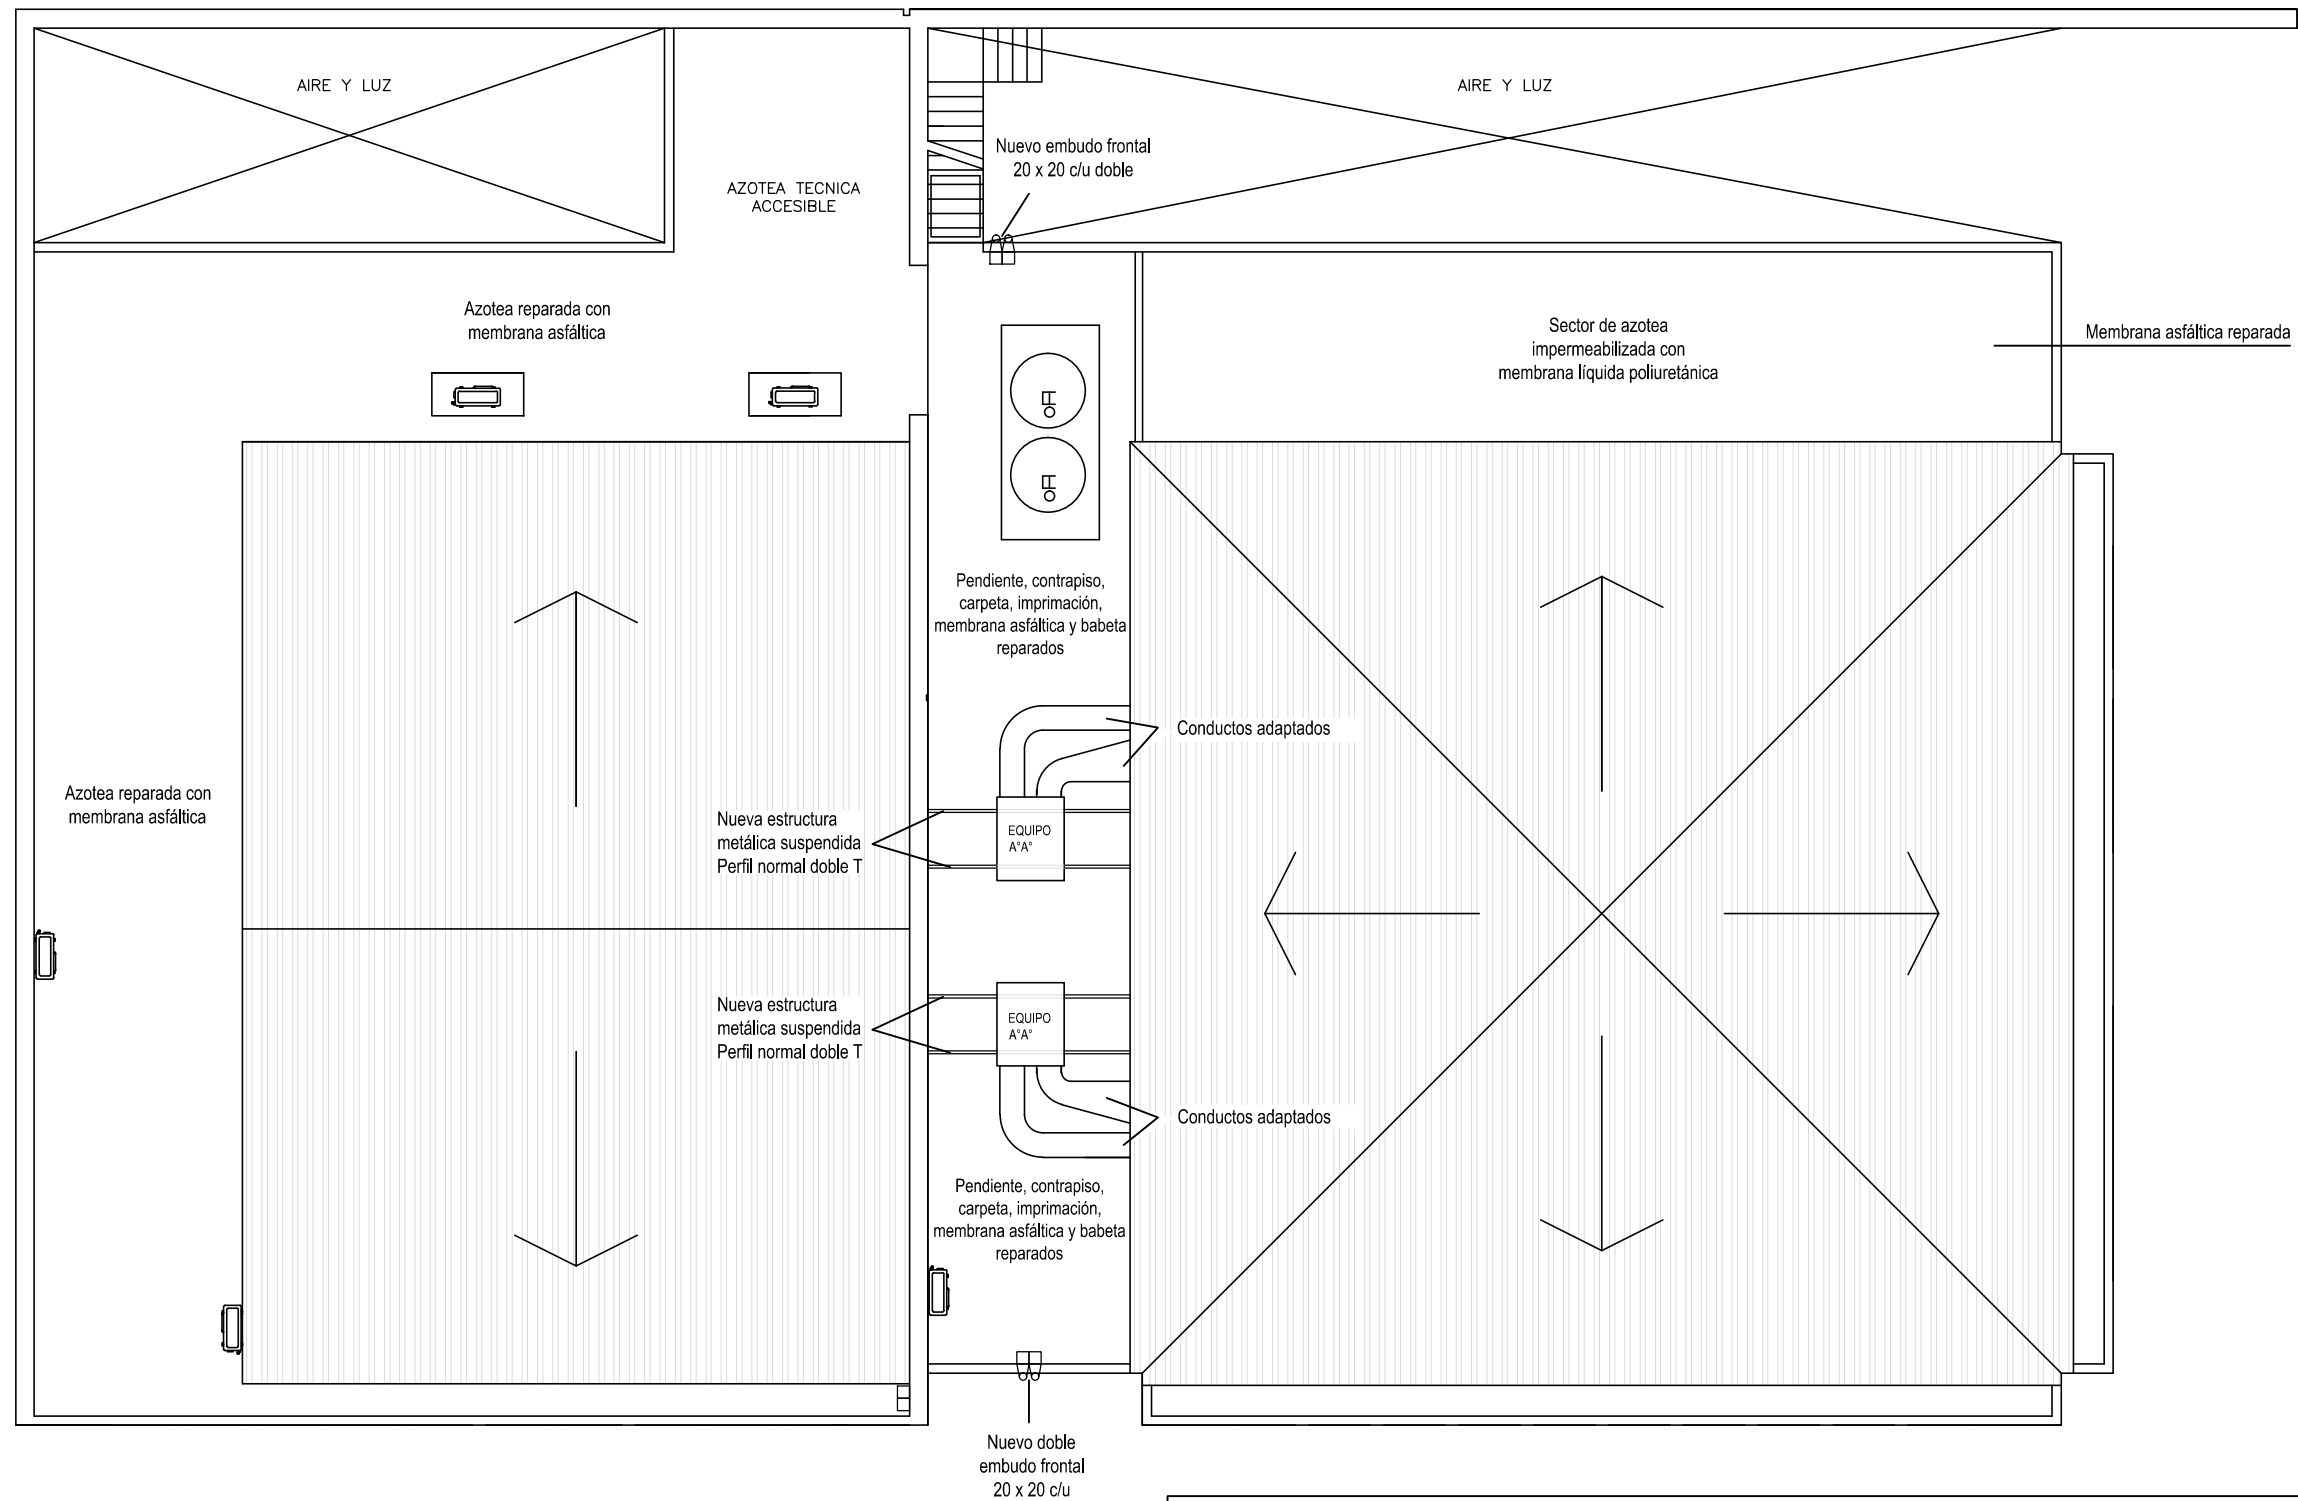 AIRE Y LUZ
AIRE Y LUZ
Nuevo embudo frontal
20 x 20 c/u doble
AZOTEA TECNICA
ACCESIBLE
Azotea reparada con
membrana asfáltica
Sector de azotea
impermeabilizada con
membrana líquida poliuretánica
Membrana asfáltica reparada
Pendiente, contrapiso,
carpeta, imprimación,
membrana asfáltica y babeta
reparados
Conductos adaptados
Azotea reparada con
membrana asfáltica
Nueva estructura
metálica suspendida
Perfil normal doble T
EQUIPO
A°A°
Nueva estructura
metálica suspendida
Perfil normal doble T
EQUIPO
A°A°
Conductos adaptados
Pendiente, contrapiso,
carpeta, imprimación,
membrana asfáltica y babeta
reparados
Nuevo doble
embudo frontal
20 x 20 c/u